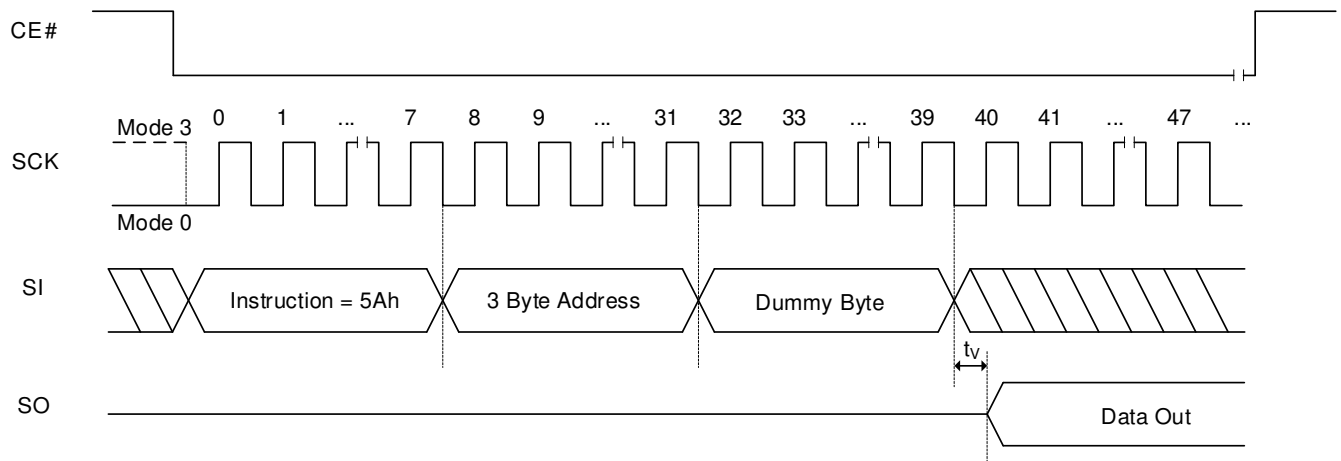 CE#
Mode 3 0 1 ... 7 8 9 ... 31 32 33 ... 39 40 41 ... 47 ...
SCK
Mode 0
SI
Instruction = 5Ah 3 Byte Address Dummy Byte
tV
SO
Data Out